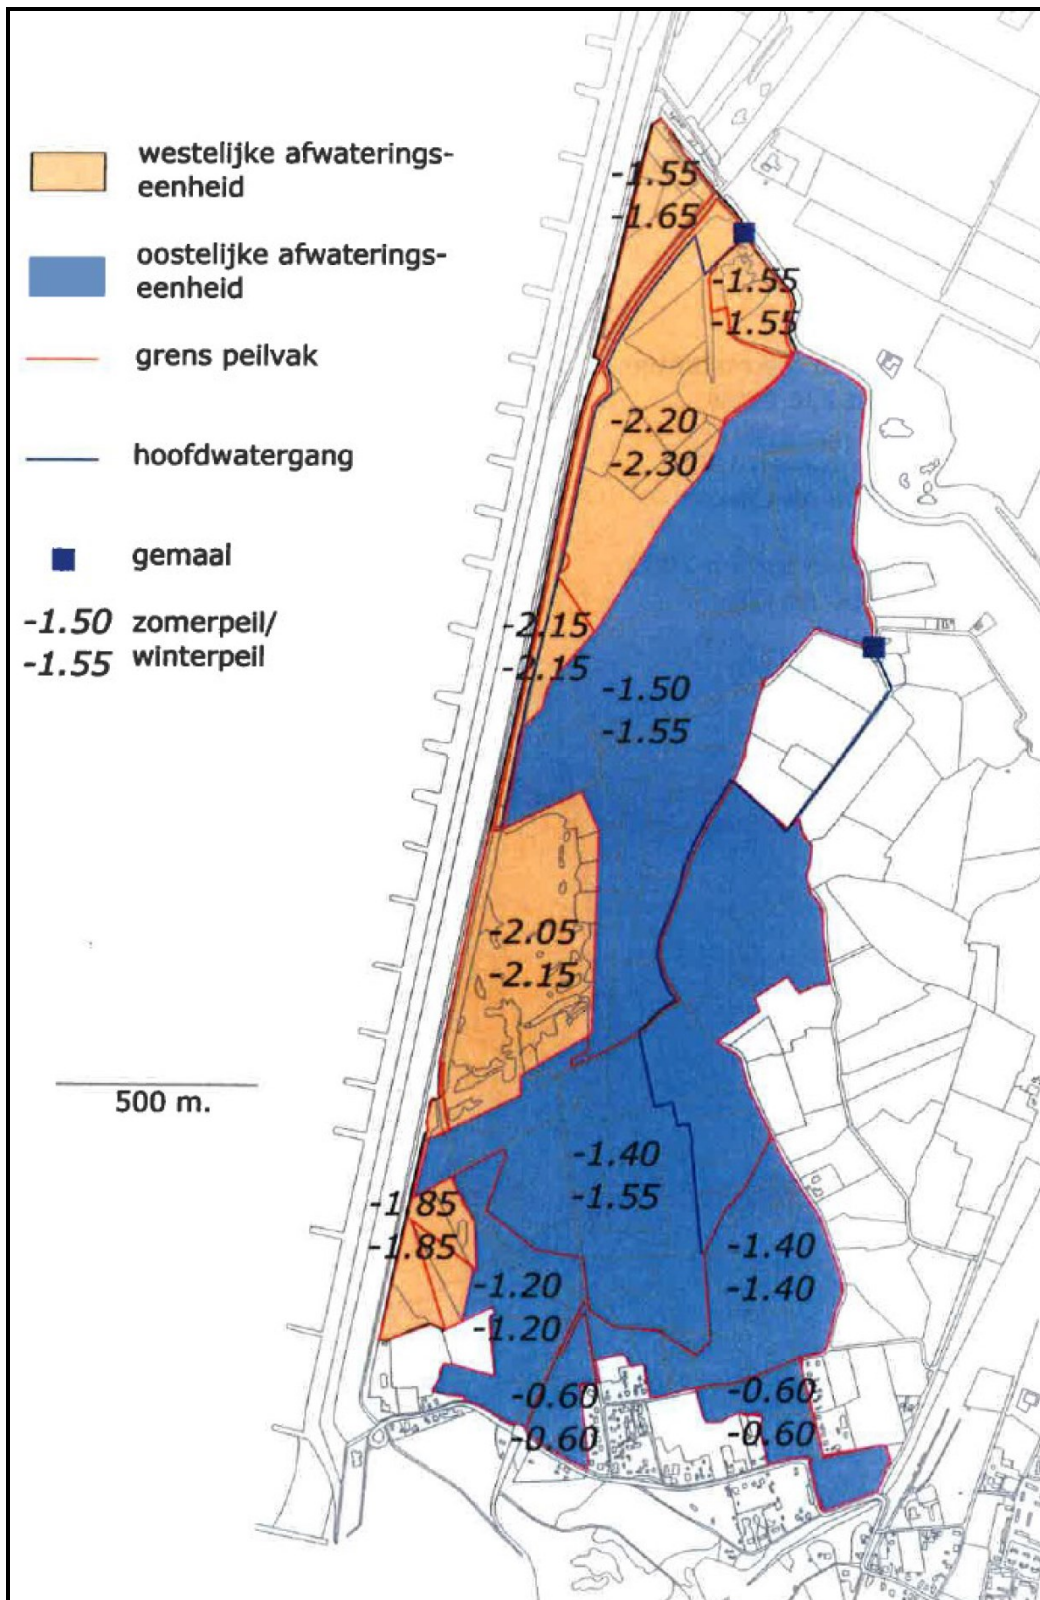 westelijke afwaterings-
eenheid
oostelijke afwaterings-
eenheid
grens peilvak
hoofdwatergang
gemaal
-1.50 zomerpeil/
-1.55 winterpeil
500 m.
-1.55
-1.65
-1.55
-1.55
-2.20
-2.30
-2.15
-2.15
-1.50
-1.55
-2.05
-2.15
-1.40
-1.55
-1.85
-1.85
-1.40
-1.40
-1.20
-1.20
-0.60
-0.60
-0.60
-0.60